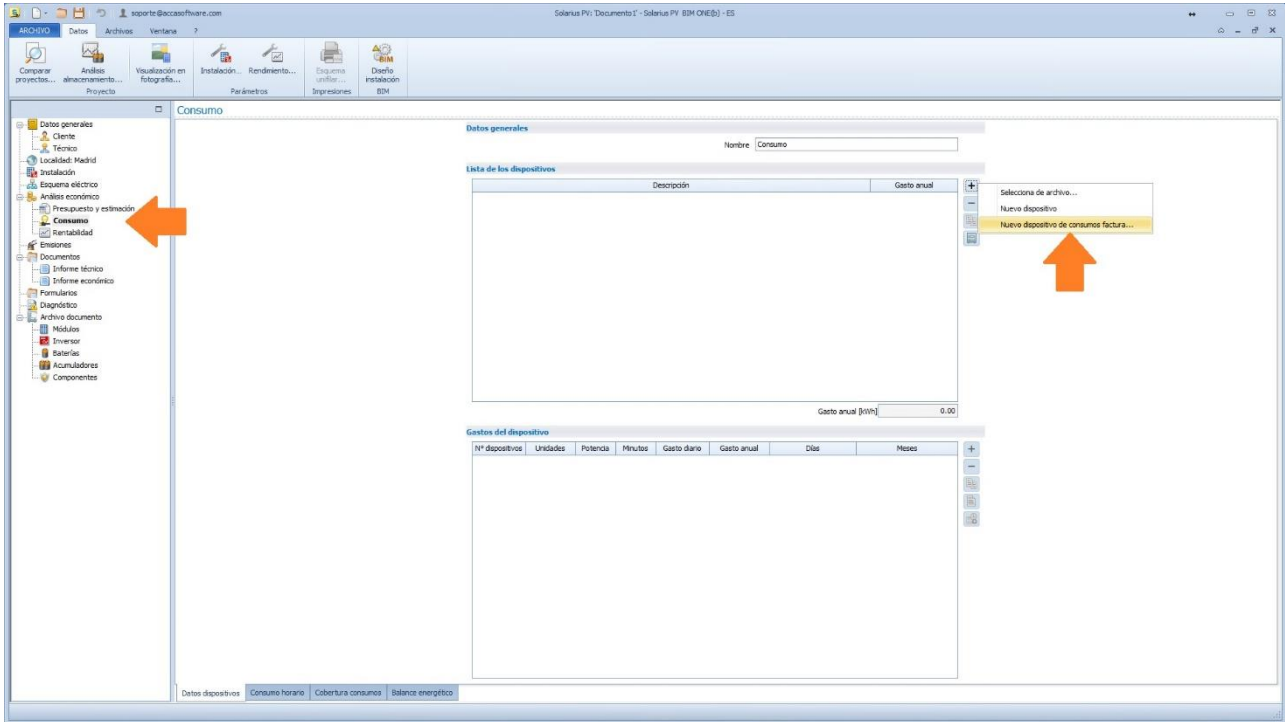 soporte@accasoftware.com
Solarius PV: 'Documento1' - Solarius PV BIM ONE(b) - ES
ARCHIVO Datos Archivos Ventana ?
Comparar proyectos...
Análisis almacenamiento...
Visualización en fotografía...
Instalación...
Rendimiento...
Esquema unifilar...
Diseño instalación
Proyecto Parámetros Impresiones BIM
Consumo
Datos generales
Cliente
Técnico
Localidad: Madrid
Instalación
Esquema eléctrico
Análisis económico
Presupuesto y estimación
Consumo
Rentabilidad
Emisiones
Documentos
Informe técnico
Informe económico
Formularios
Diagnóstico
Archivo documento
Módulos
Inversor
Baterías
Acumuladores
Componentes
Datos generales
Nombre Consumo
Lista de los dispositivos
Descripción Gasto anual
Selecciona de archivo...
Nuevo dispositivo
Nuevo dispositivo de consumos factura...
Gasto anual [kWh] 0.00
Gastos del dispositivo
N° dispositivos Unidades Potencia Minutos Gasto diario Gasto anual Días Meses
Datos dispositivos Consumo horario Cobertura consumos Balance energético